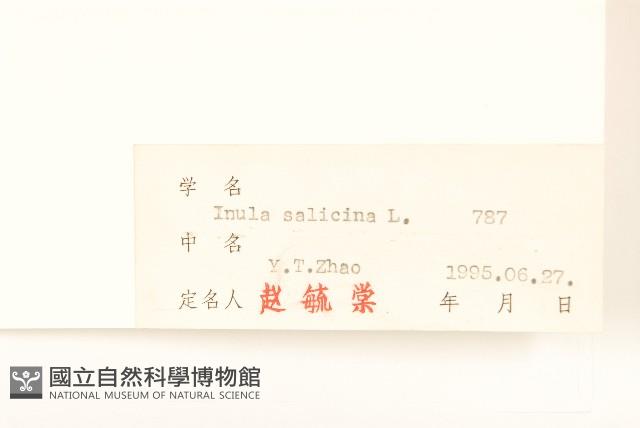 学 名
Inula salicina L. 787
中 名
Y.T.Zhao 1995.06.27.
定名人 赵毓棠 年 月 日
國立自然科學博物館
NATIONAL MUSEUM OF NATURAL SCIENCE